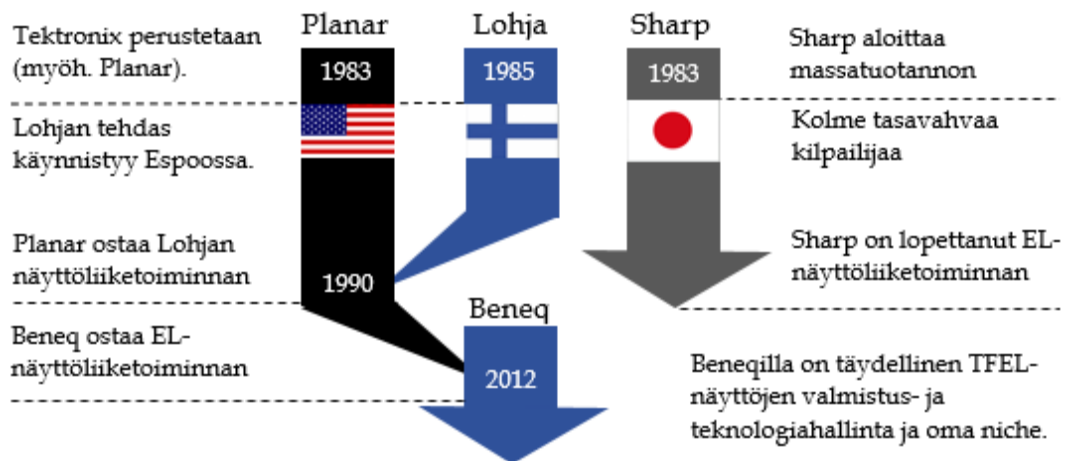 Planar
Lohja
Sharp
Tektronix perustetaan
(myöh. Planar).
1983
1985
1983
Sharp aloittaa
massatuotannon
Lohjan tehdas
käynnistyy Espoossa.
Kolme tasavahvaa
kilpailijaa
Planar ostaa Lohjan
näyttöliiketoiminnan
1990
Sharp on lopettanut EL-
näyttöliiketoiminnan
Beneq
Beneq ostaa EL-
näyttöliiketoiminnan
2012
Beneqilla on täydellinen TFEL-
näyttöjen valmistus- ja
teknologiahallinta ja oma niche.